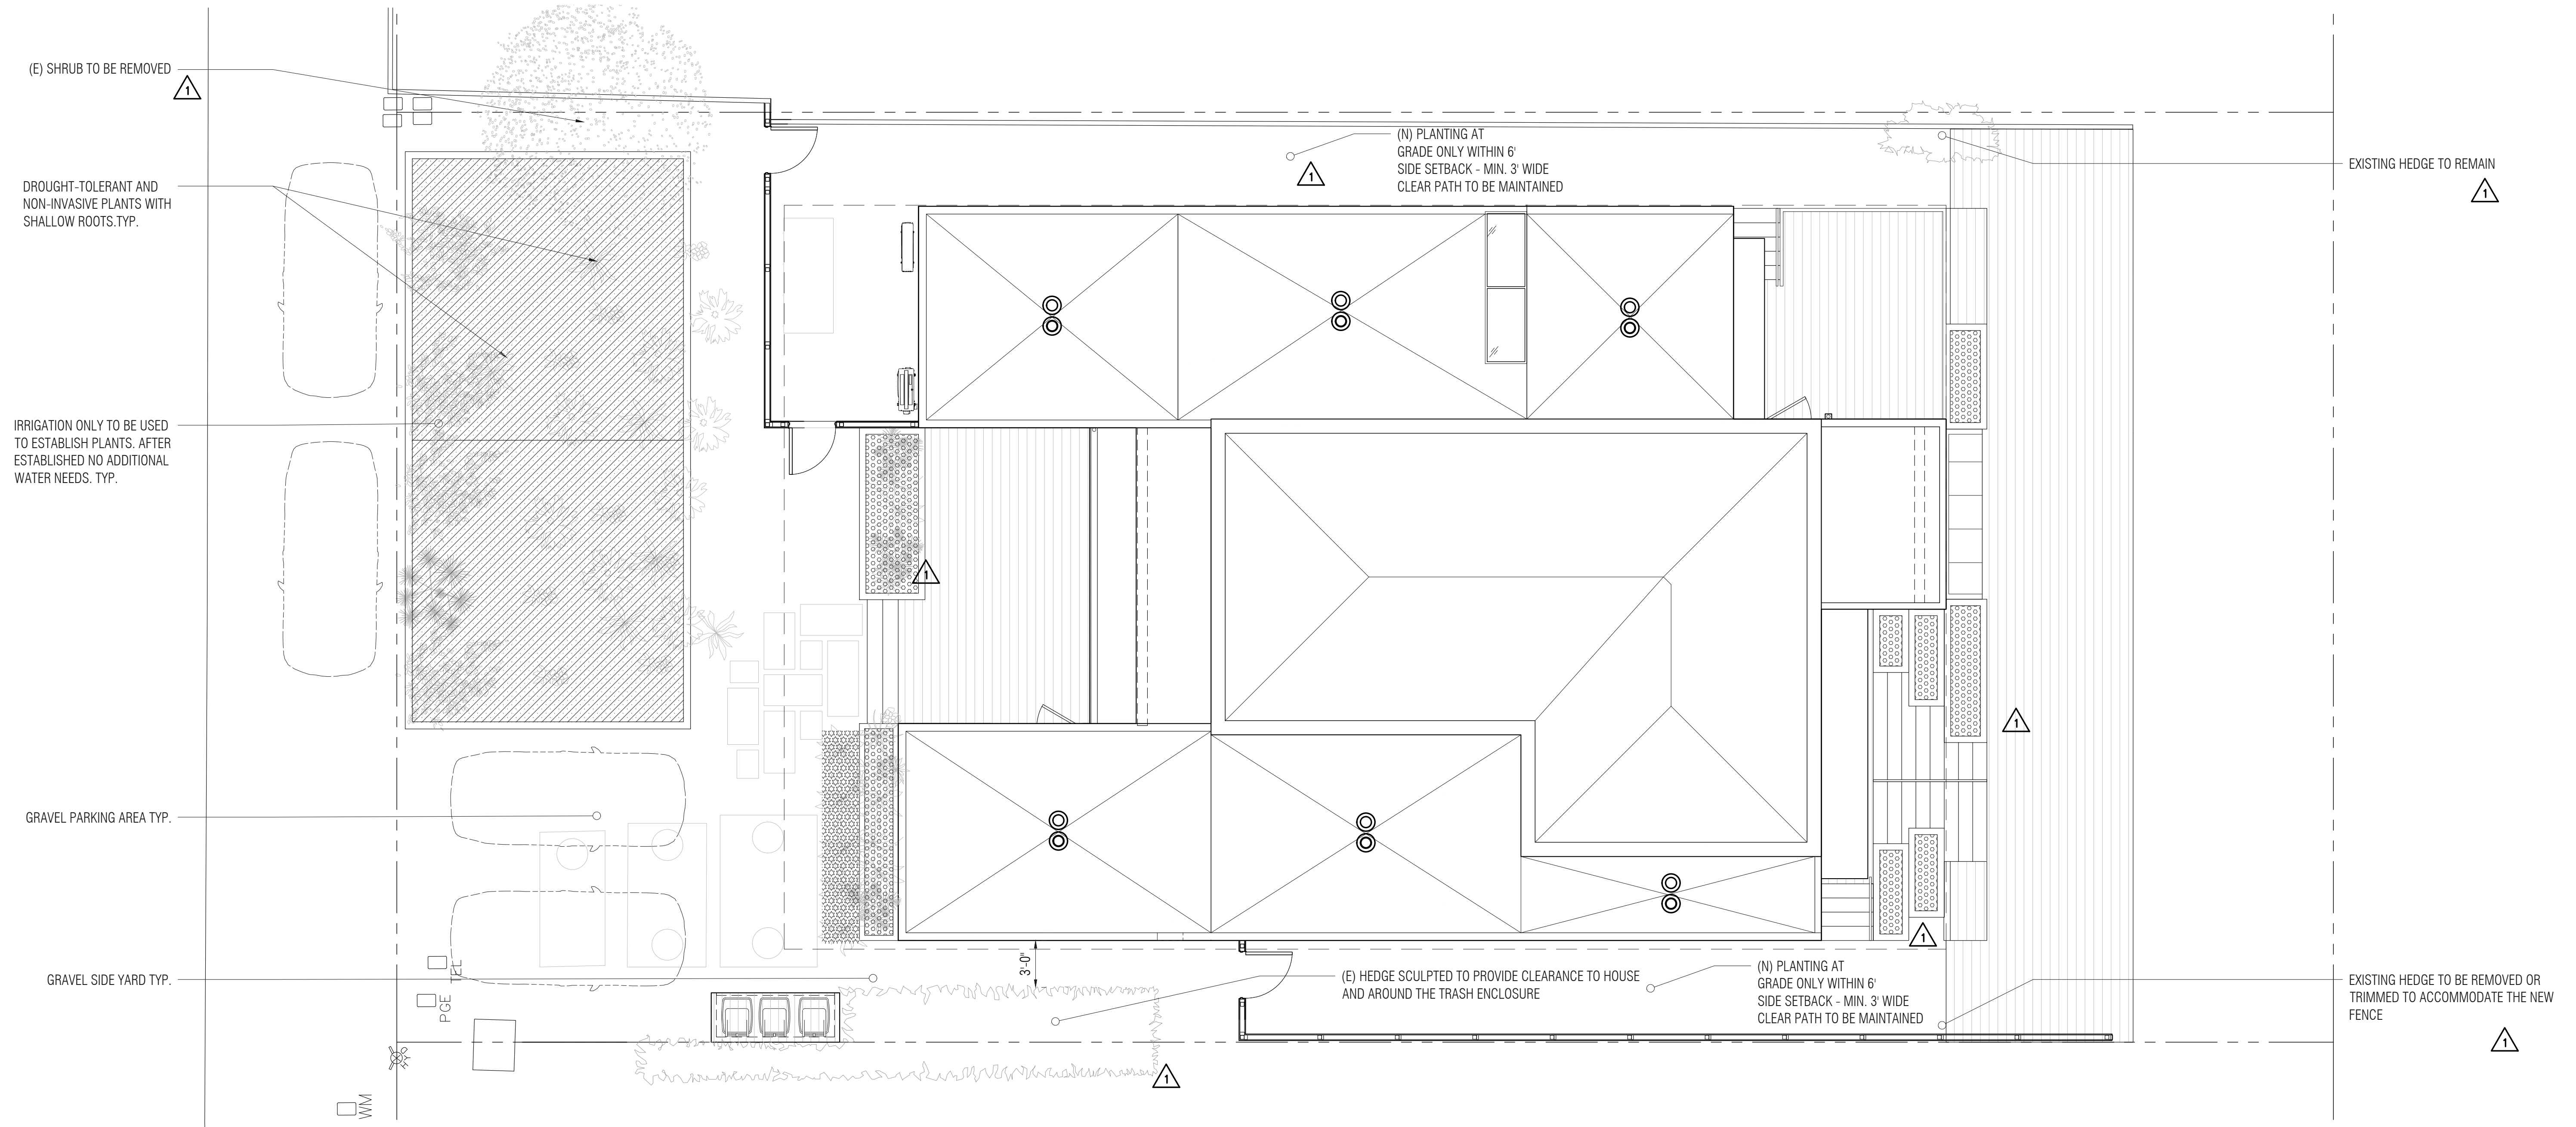 (E) SHRUB TO BE REMOVED
1
DROUGHT-TOLERANT AND
NON-INVASIVE PLANTS WITH
SHALLOW ROOTS.TYP.
IRRIGATION ONLY TO BE USED
TO ESTABLISH PLANTS. AFTER
ESTABLISHED NO ADDITIONAL
WATER NEEDS. TYP.
GRAVEL PARKING AREA TYP.
GRAVEL SIDE YARD TYP.
TEL
PGE
HY
WM
(N) PLANTING AT
GRADE ONLY WITHIN 6'
SIDE SETBACK - MIN. 3' WIDE
CLEAR PATH TO BE MAINTAINED
1
1
3'-0"
(E) HEDGE SCULPTED TO PROVIDE CLEARANCE TO HOUSE
AND AROUND THE TRASH ENCLOSURE
1
(N) PLANTING AT
GRADE ONLY WITHIN 6'
SIDE SETBACK - MIN. 3' WIDE
CLEAR PATH TO BE MAINTAINED
1
1
EXISTING HEDGE TO REMAIN
1
EXISTING HEDGE TO BE REMOVED OR
TRIMMED TO ACCOMMODATE THE NEW
FENCE
1